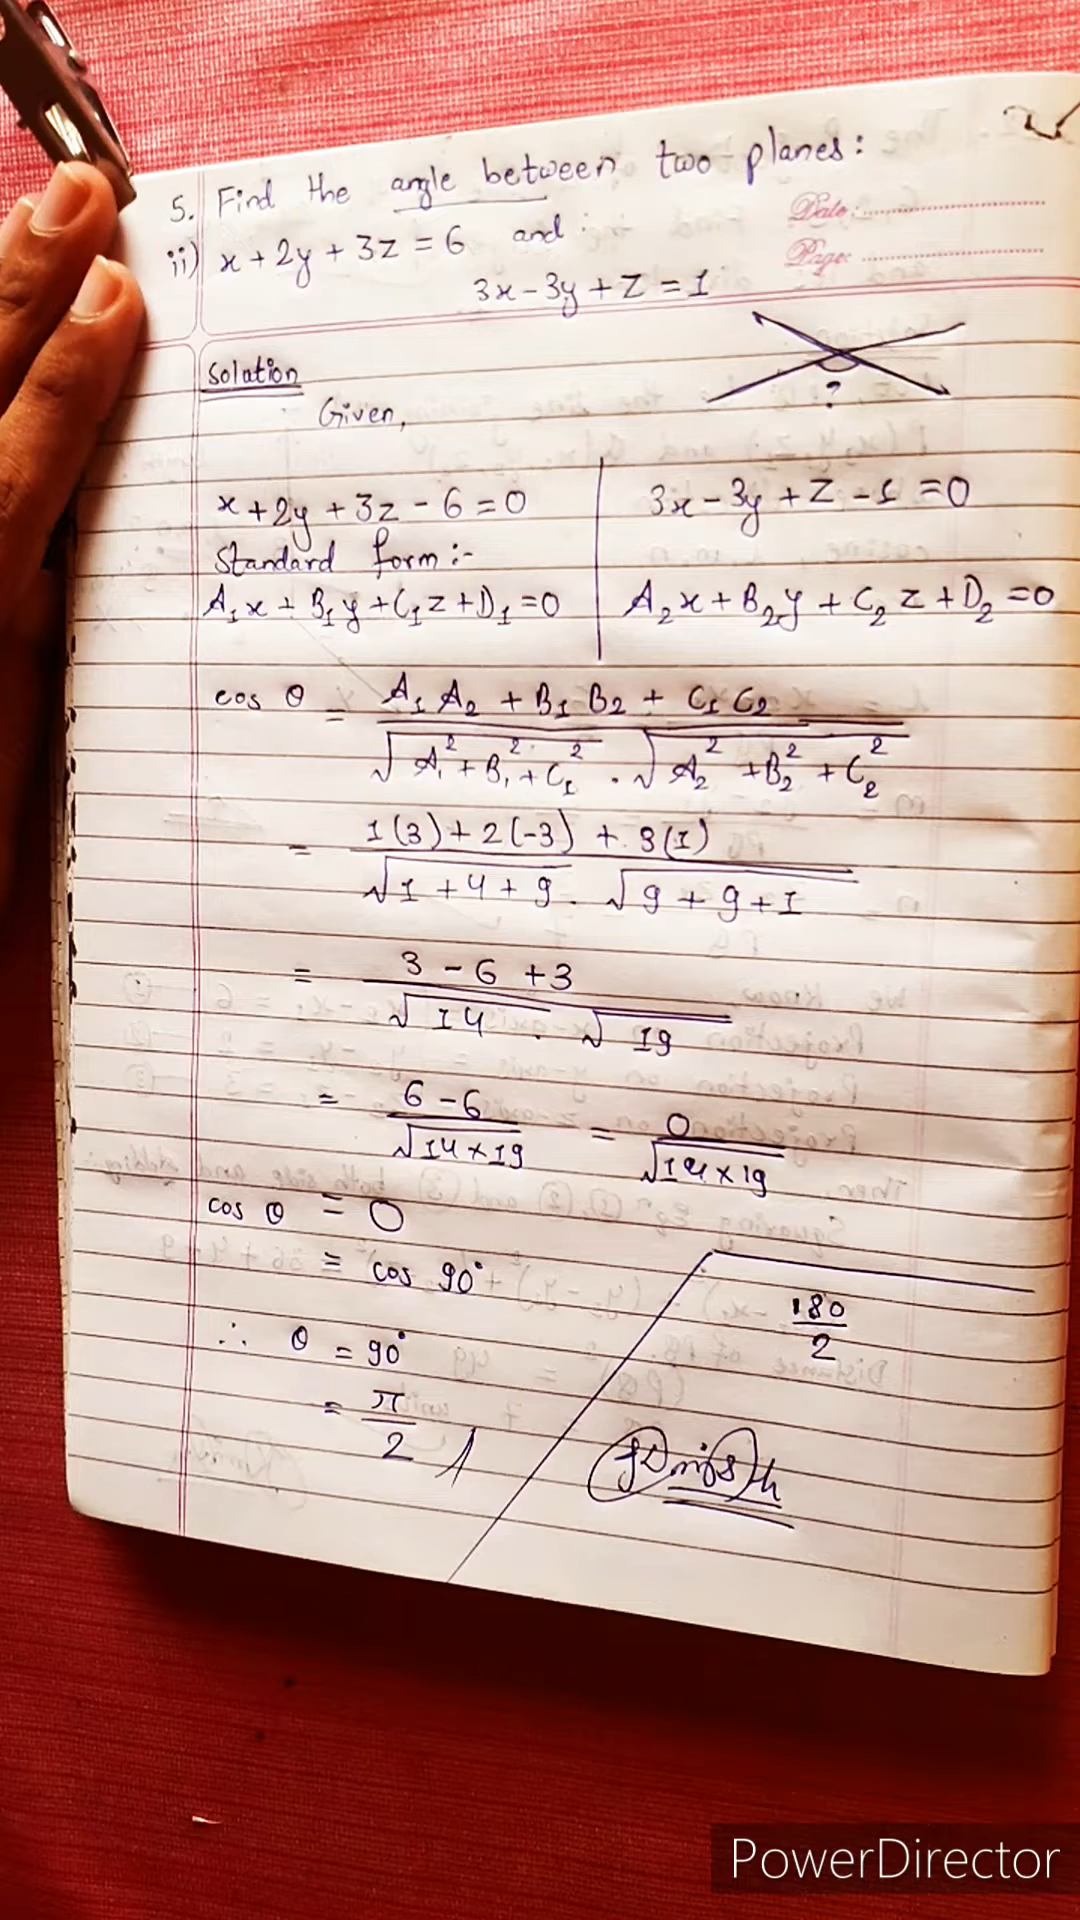 5. Find the angle between two planes:
Date:
ii) x + 2y + 3z = 6 and
Page:
3x - 3y + z = 1
Solution
?
Given,
x + 2y + 3z - 6 = 0
3x - 3y + z - 1 = 0
Standard form :-
A₁x + B₁y + C₁z + D₁ = 0
A₂x + B₂y + C₂z + D₂ = 0
cos θ = A₁A₂ + B₁B₂ + C₁C₂ / √A₁² + B₁² + C₁² . √A₂² + B₂² + C₂²
= 1(3) + 2(-3) + 3(1) / √1 + 4 + 9 . √9 + 9 + 1
= 3 - 6 + 3 / √14 . √19
= 6 - 6 / √14 × 19 = 0 / √14 × 19
cos θ = 0
= cos 90°
180 / 2
∴ θ = 90°
= π / 2
PowerDirector